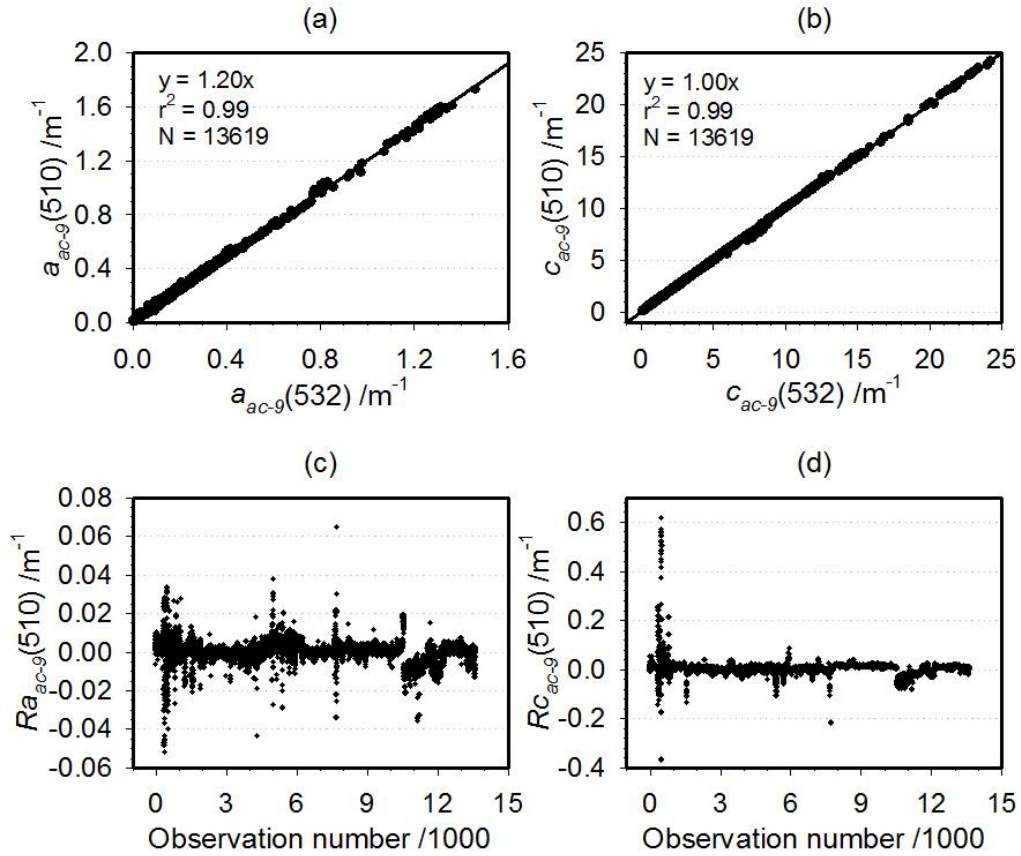 (a)
y = 1.20x
r² = 0.99
N = 13619
a_ac-9(510) /m⁻¹
2.0
1.6
1.2
0.8
0.4
0.0
0.0 0.4 0.8 1.2 1.6
a_ac-9(532) /m⁻¹
(b)
y = 1.00x
r² = 0.99
N = 13619
c_ac-9(510) /m⁻¹
25
20
15
10
5
0
0 5 10 15 20 25
c_ac-9(532) /m⁻¹
(c)
Ra_ac-9(510) /m⁻¹
0.08
0.06
0.04
0.02
0.00
-0.02
-0.04
-0.06
0 3 6 9 12 15
Observation number /1000
(d)
Rc_ac-9(510) /m⁻¹
0.6
0.4
0.2
0.0
-0.2
-0.4
0 3 6 9 12 15
Observation number /1000